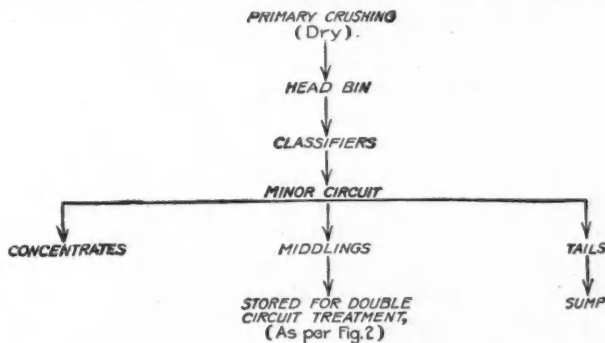 PRIMARY CRUSHING
(Dry).
HEAD BIN
CLASSIFIERS
MINOR CIRCUIT
CONCENTRATES
MIDDLINGS
TAILS
STORED FOR DOUBLE
CIRCUIT TREATMENT,
(As per Fig.2)
SUMP